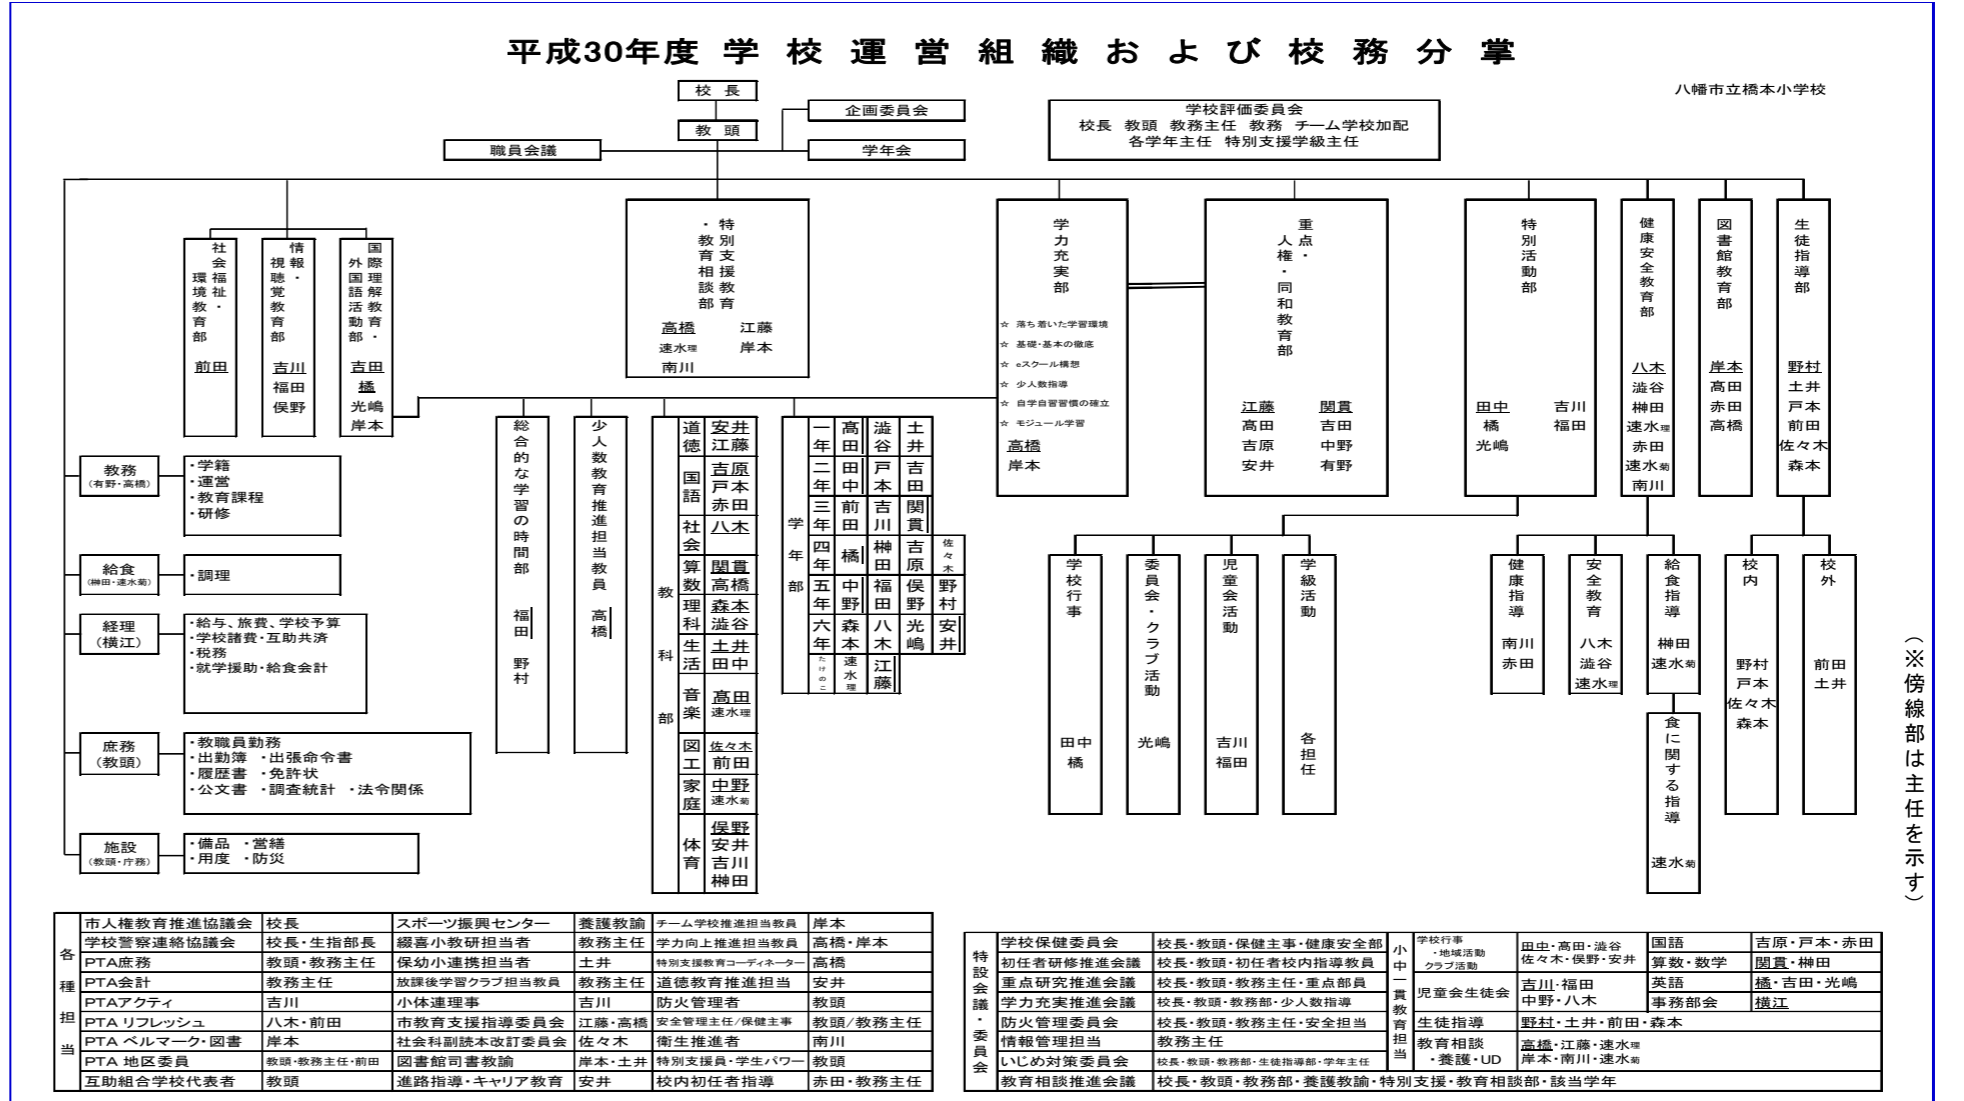 平成30年度 学校運営組織および校務分掌
八幡市立橋本小学校
校長
教頭
企画委員会
職員会議
学年会
学校評価委員会
校長 教頭 教務主任 教務 チーム学校加配
各学年主任 特別支援学級主任
社会福祉・環境教育部
前田
情報・視聴覚教育部
吉川
福田
俣野
国際理解教育・外国語活動部・
吉田
橘
光嶋
岸本
特別支援教育・教育相談部
高橋 江藤
速水理 岸本
南川
学力充実部
☆ 落ち着いた学習環境
☆ 基礎・基本の徹底
☆ eスクール構想
☆ 少人数指導
☆ 自学自習習慣の確立
☆ モジュール学習
高橋
岸本
重点・人権・同和教育部
江藤 関貫
髙田 吉田
吉原 中野
安井 有野
特別活動部
田中 吉川
橘 福田
光嶋
健康安全教育部
八木
澁谷
榊田
速水理
赤田
速水菊
南川
図書館教育部
岸本
髙田
赤田
高橋
生徒指導部
野村
土井
戸本
前田
佐々木
森本
教務
(有野・高橋)
・学籍
・運営
・教育課程
・研修
給食
(榊田・速水菊)
・調理
経理
(横江)
・給与、旅費、学校予算
・学校諸費・互助共済
・税務
・就学援助・給食会計
庶務
(教頭)
・教職員勤務
・出勤簿 ・出張命令書
・履歴書 ・免許状
・公文書 ・調査統計 ・法令関係
施設
(教頭・庁務)
・備品 ・営繕
・用度 ・防災
総合的な学習の時間部 福田 野村
少人数教育推進担当教員 高橋
教科部
道徳 安井 江藤
国語 吉原 戸本 赤田
社会 八木
算数 関貫 高橋
理科 森本 澁谷
生活 土井 田中
音楽 髙田 速水理
図工 佐々木 前田
家庭 中野 速水菊
体育 俣野 安井 吉川 榊田
学年部
一年 髙田 澁谷 土井
二年 田中 戸本 吉田
三年 前田 吉川 関貫
四年 橘 榊田 吉原 佐々木
五年 中野 福田 俣野 野村
六年 森本 八木 光嶋 安井
たけのこ 速水理 江藤
学校行事
田中
橘
委員会・クラブ活動
光嶋
児童会活動
吉川
福田
学級活動
各担任
健康指導
南川
赤田
安全教育
八木
澁谷
速水理
給食指導
榊田
速水菊
食に関する指導
速水菊
校内
野村
戸本
佐々木
森本
校外
前田
土井
(※傍線部は主任を示す)
各種担当
市人権教育推進協議会 校長 スポーツ振興センター 養護教諭 チーム学校推進担当教員 岸本
学校警察連絡協議会 校長・生指部長 綴喜小教研担当者 教務主任 学力向上推進担当教員 高橋・岸本
PTA庶務 教頭・教務主任 保幼小連携担当者 土井 特別支援教育コーディネーター 高橋
PTA会計 教務主任 放課後学習クラブ担当教員 教務主任 道徳教育推進担当 安井
PTAアクティ 吉川 小体連理事 吉川 防火管理者 教頭
PTA リフレッシュ 八木・前田 市教育支援指導委員会 江藤・高橋 安全管理主任/保健主事 教頭/教務主任
PTA ベルマーク・図書 岸本 社会科副読本改訂委員会 佐々木 衛生推進者 南川
PTA 地区委員 教頭・教務主任・前田 図書館司書教諭 岸本・土井 特別支援員・学生パワー 教頭
互助組合学校代表者 教頭 進路指導・キャリア教育 安井 校内初任者指導 赤田・教務主任
特設会議・委員会
学校保健委員会 校長・教頭・保健主事・健康安全部
初任者研修推進会議 校長・教頭・初任者校内指導教員
重点研究推進会議 校長・教頭・教務主任・重点部員
学力充実推進会議 校長・教頭・教務部・少人数指導
防火管理委員会 校長・教頭・教務主任・安全担当
情報管理担当 教務主任
いじめ対策委員会 校長・教頭・教務部・生徒指導部・学年主任
教育相談推進会議 校長・教頭・教務部・養護教諭・特別支援・教育相談部・該当学年
小中一貫教育担当
学校行事
・地域活動
クラブ活動
田中・髙田・澁谷
佐々木・俣野・安井
児童会生徒会
吉川・福田
中野・八木
国語 吉原・戸本・赤田
算数・数学 関貫・榊田
英語 橘・吉田・光嶋
事務部会 横江
生徒指導 野村・土井・前田・森本
教育相談
・養護・UD
高橋・江藤・速水理
岸本・南川・速水菊